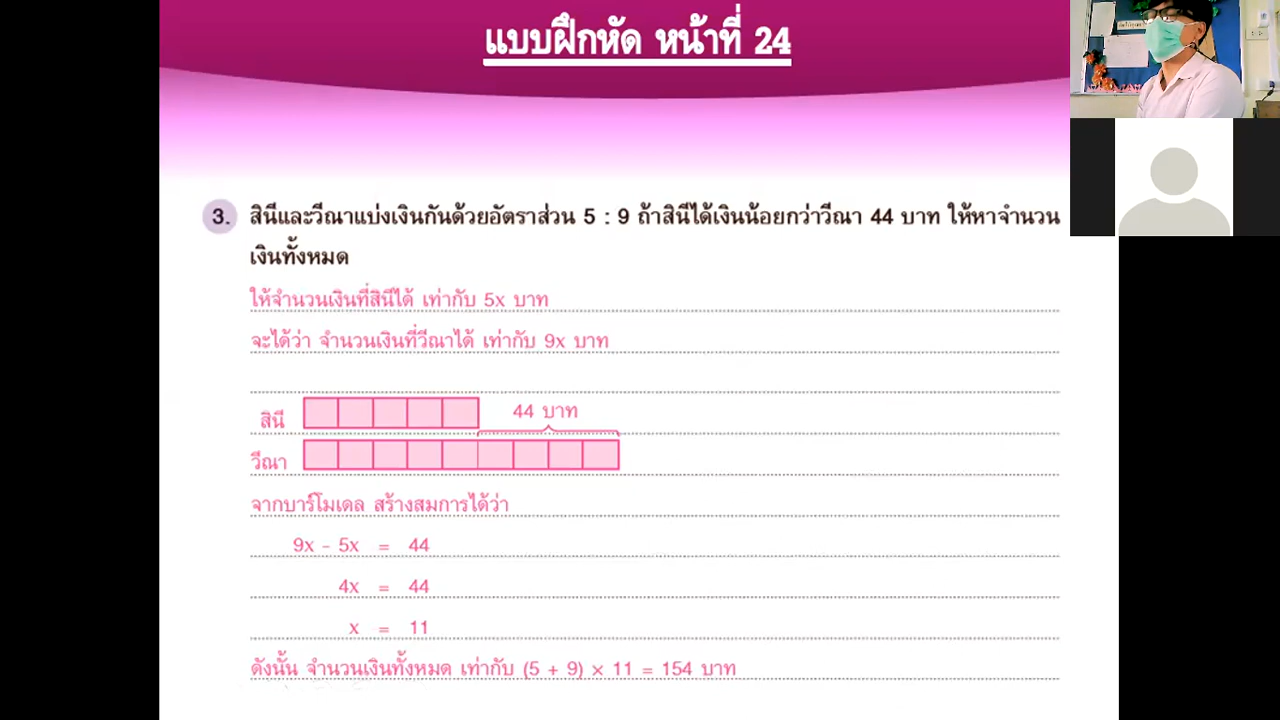 แบบฝึกหัด หน้าที่ 24
3. สินีและวีณาแบ่งเงินกันด้วยอัตราส่วน 5 : 9 ถ้าสินีได้เงินน้อยกว่าวีณา 44 บาท ให้หาจำนวน
เงินทั้งหมด
ให้จำนวนเงินที่สินีได้ เท่ากับ 5x บาท
จะได้ว่า จำนวนเงินที่วีณาได้ เท่ากับ 9x บาท
44 บาท
สินี
วีณา
จากบาร์โมเดล สร้างสมการได้ว่า
9x - 5x = 44
4x = 44
x = 11
ดังนั้น จำนวนเงินทั้งหมด เท่ากับ (5 + 9) × 11 = 154 บาท